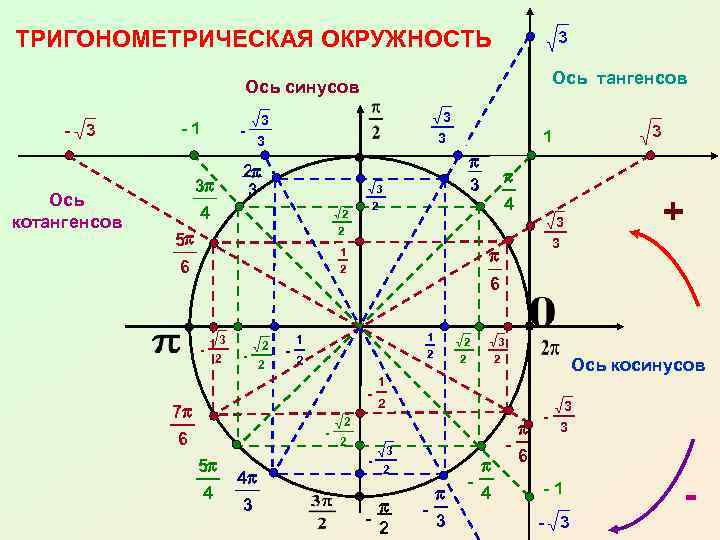 ТРИГОНОМЕТРИЧЕСКАЯ ОКРУЖНОСТЬ
√3
Ось синусов
Ось тангенсов
-√3
-1
-√3/3
π/2
√3/3
1
√3
Ось
котангенсов
3π/4
2π/3
√3/2
π/3
π/4
+
√2/2
√3/3
5π/6
1/2
π/6
π
0
2π
-√3/2
-√2/2
-1/2
1/2
√2/2
√3/2
Ось косинусов
-1/2
7π/6
-√2/2
-√3/2
-π/6
-√3/3
5π/4
4π/3
3π/2
-π/2
-π/3
-π/4
-1
-√3
-